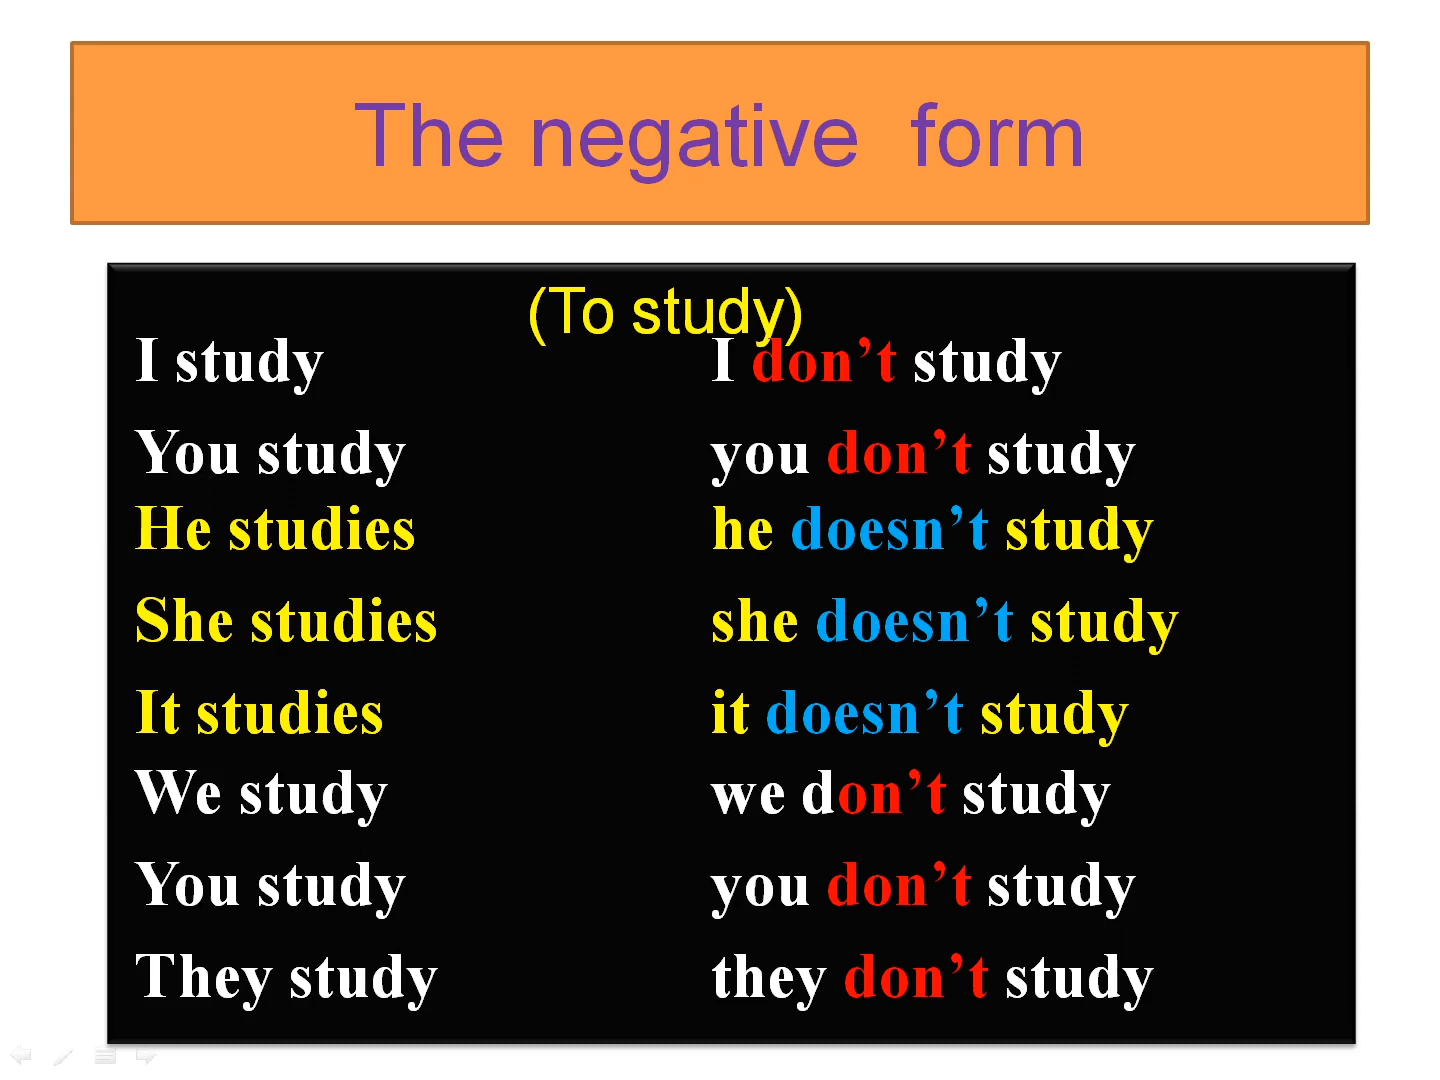 The negative form
(To study)
I study I don’t study
You study you don’t study
He studies he doesn’t study
She studies she doesn’t study
It studies it doesn’t study
We study we don’t study
You study you don’t study
They study they don’t study